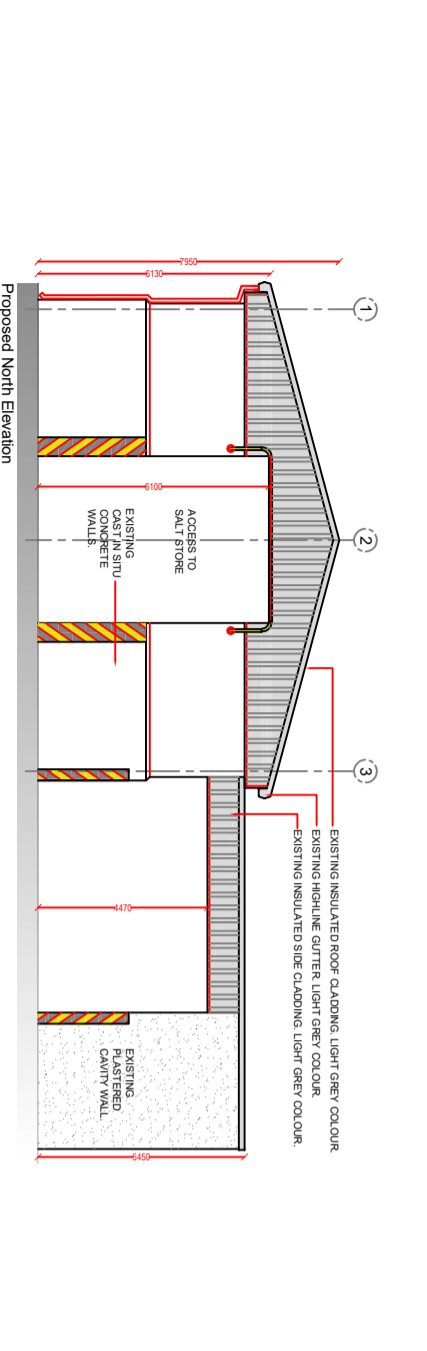 1
2
3
7950
6130
6100
4470
5450
EXISTING INSULATED ROOF CLADDING. LIGHT GREY COLOUR.
EXISTING HIGHLINE GUTTER. LIGHT GREY COLOUR.
EXISTING INSULATED SIDE CLADDING. LIGHT GREY COLOUR.
ACCESS TO
SALT STORE
EXISTING
CAST IN SITU
CONCRETE
WALLS.
EXISTING
PLASTERED
CAVITY WALL.
Proposed North Elevation